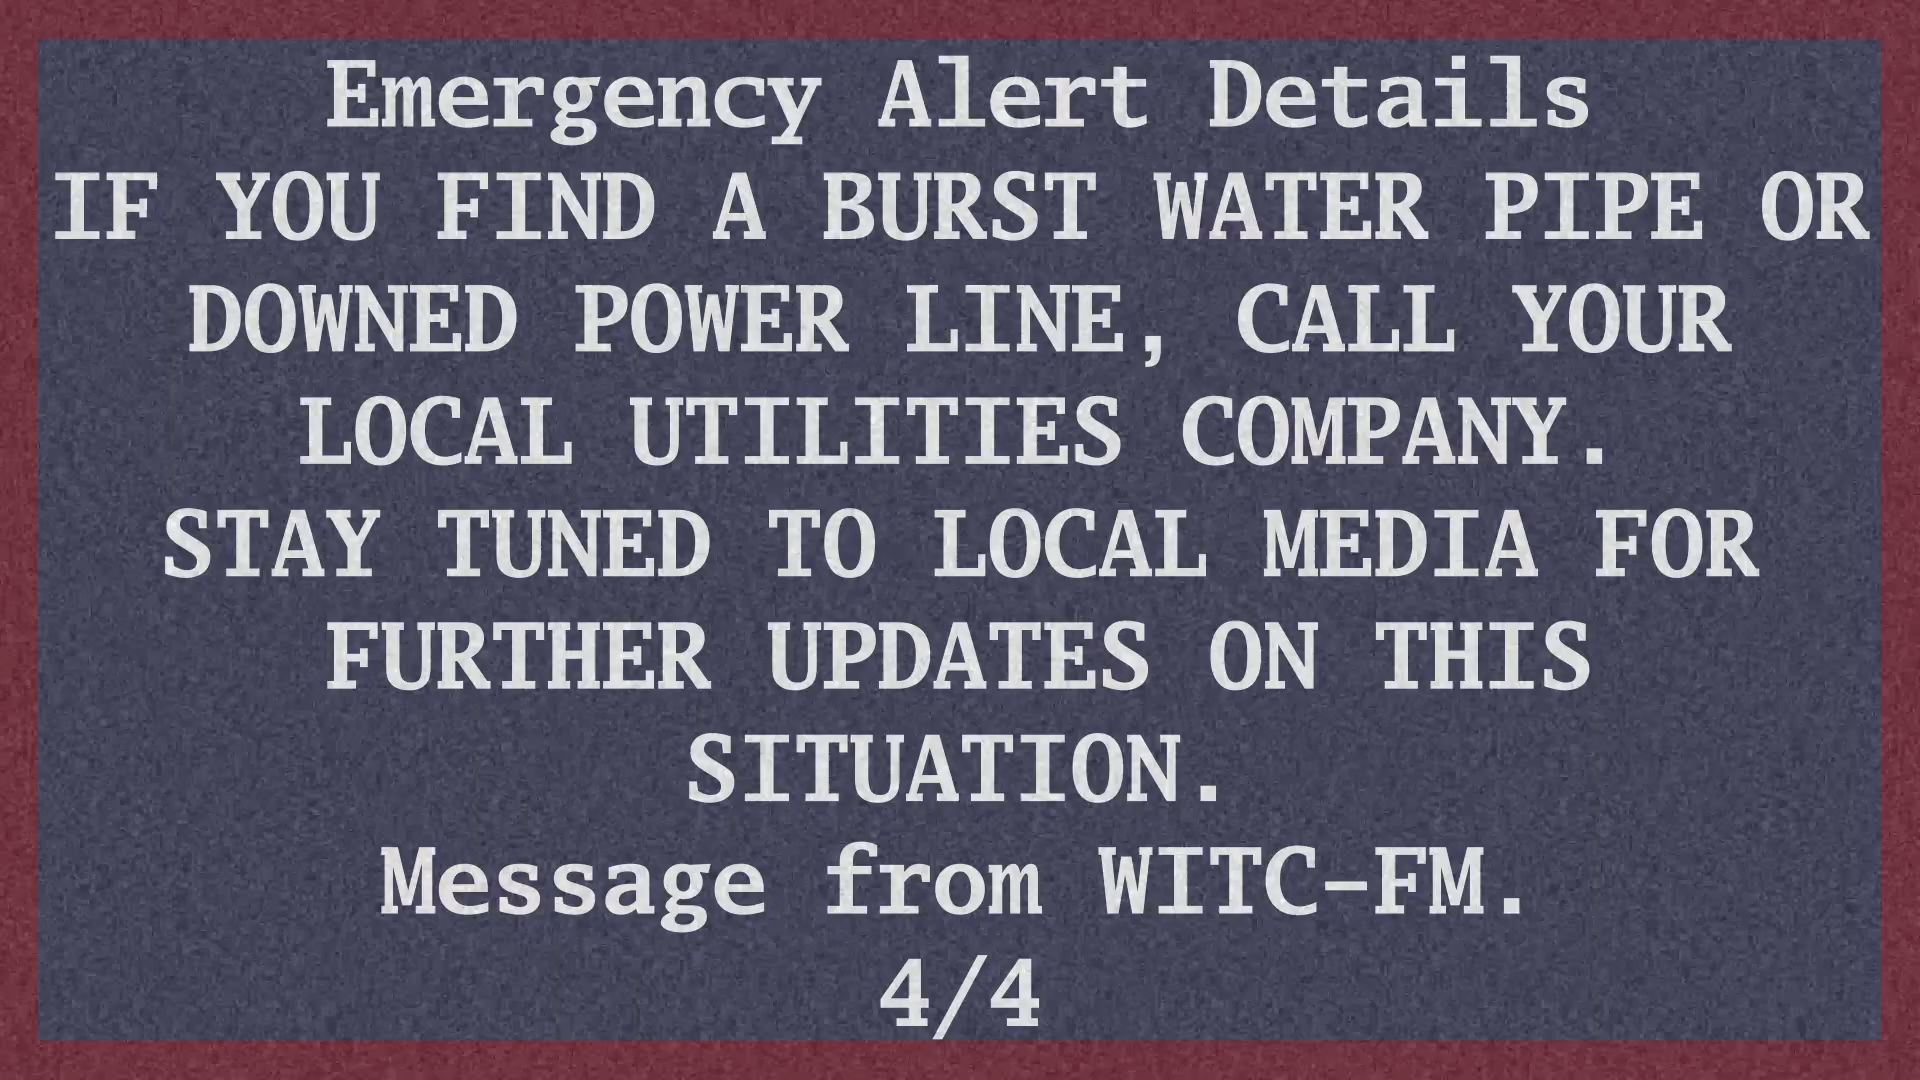 Emergency Alert Details
IF YOU FIND A BURST WATER PIPE OR
DOWNED POWER LINE, CALL YOUR
LOCAL UTILITIES COMPANY.
STAY TUNED TO LOCAL MEDIA FOR
FURTHER UPDATES ON THIS
SITUATION.
Message from WITC-FM.
4/4